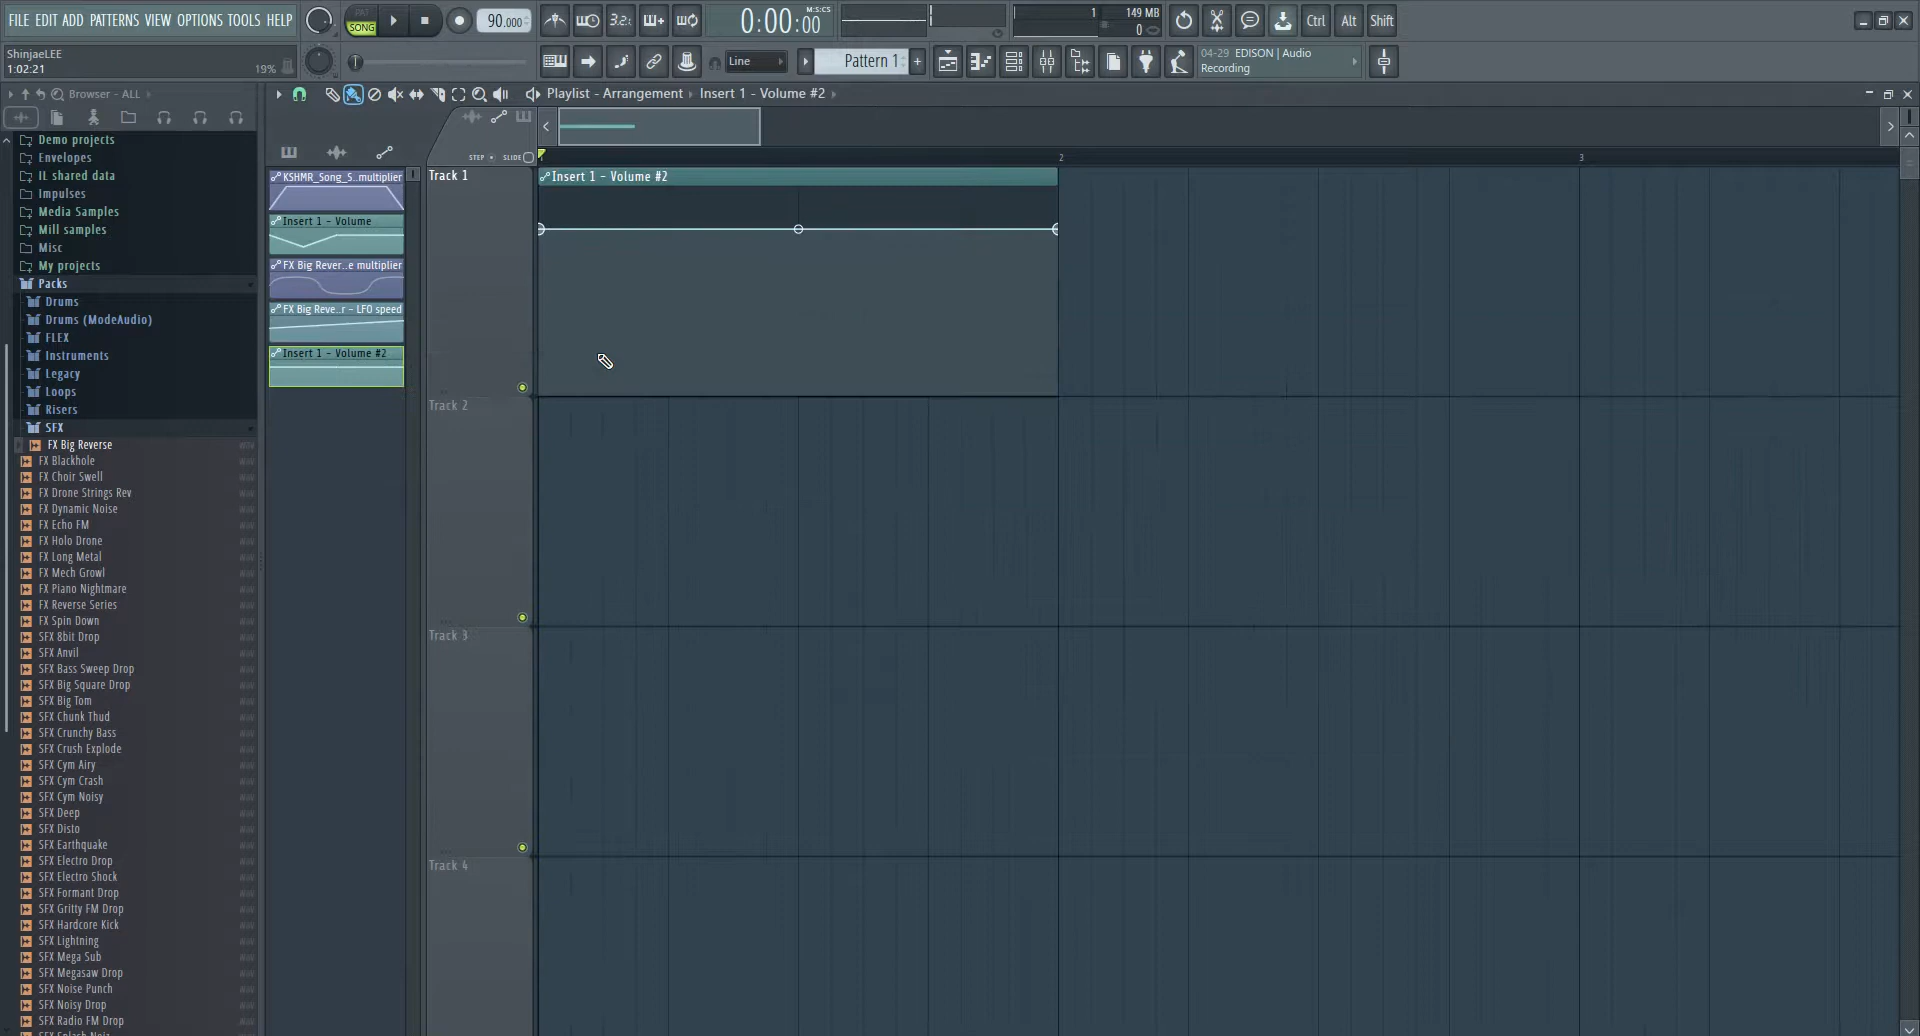 FILE EDIT ADD PATTERNS VIEW OPTIONS TOOLS HELP
SONG
90.000
3.2.
0:00:00
M:S:CS
1
149 MB
0
Ctrl
Alt
Shift
ShinjaeLEE
1:02:21
19%
Line
Pattern 1
+
04-29 EDISON | Audio
Recording
Browser - ALL
Playlist - Arrangement
Insert 1 - Volume #2
STEP
SLIDE
1
2
3
Demo projects
Envelopes
IL shared data
Impulses
Media Samples
Mill samples
Misc
My projects
Packs
Drums
Drums (ModeAudio)
FLEX
Instruments
Legacy
Loops
Risers
SFX
FX Big Reverse
FX Blackhole
FX Choir Swell
FX Drone Strings Rev
FX Dynamic Noise
FX Echo FM
FX Holo Drone
FX Long Metal
FX Mech Growl
FX Piano Nightmare
FX Reverse Series
FX Spin Down
SFX 8bit Drop
SFX Anvil
SFX Bass Sweep Drop
SFX Big Square Drop
SFX Big Tom
SFX Chunk Thud
SFX Crunchy Bass
SFX Crush Explode
SFX Cym Airy
SFX Cym Crash
SFX Cym Noisy
SFX Deep
SFX Disto
SFX Earthquake
SFX Electro Drop
SFX Electro Shock
SFX Formant Drop
SFX Gritty FM Drop
SFX Hardcore Kick
SFX Lightning
SFX Mega Sub
SFX Megasaw Drop
SFX Noise Punch
SFX Noisy Drop
SFX Radio FM Drop
KSHMR_Song_S..multiplier
Insert 1 - Volume
FX Big Rever..e multiplier
FX Big Reve..r - LFO speed
Insert 1 - Volume #2
Track 1
Insert 1 - Volume #2
Track 2
Track 3
Track 4